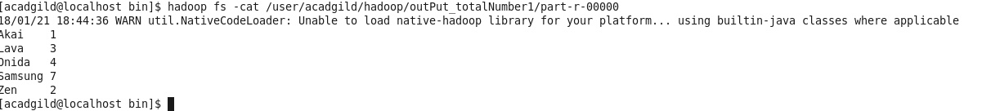 [acadgild@localhost bin]$ hadoop fs -cat /user/acadgild/hadoop/outPut_totalNumber1/part-r-00000
18/01/21 18:44:36 WARN util.NativeCodeLoader: Unable to load native-hadoop library for your platform... using builtin-java classes where applicable
Akai    1
Lava    3
Onida   4
Samsung 7
Zen     2
[acadgild@localhost bin]$